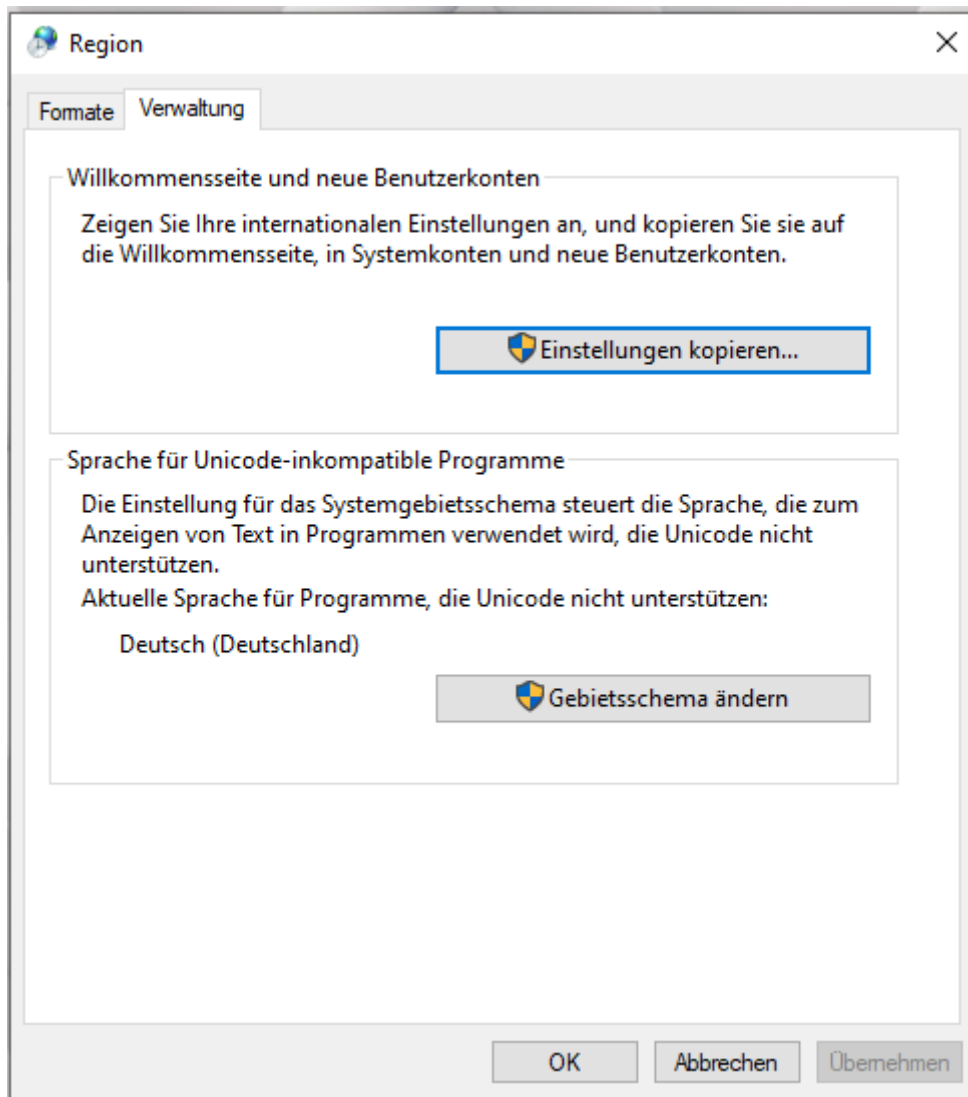 Region
Formate
Verwaltung
Willkommensseite und neue Benutzerkonten
Zeigen Sie Ihre internationalen Einstellungen an, und kopieren Sie sie auf
die Willkommensseite, in Systemkonten und neue Benutzerkonten.
Einstellungen kopieren...
Sprache für Unicode-inkompatible Programme
Die Einstellung für das Systemgebietsschema steuert die Sprache, die zum
Anzeigen von Text in Programmen verwendet wird, die Unicode nicht
unterstützen.
Aktuelle Sprache für Programme, die Unicode nicht unterstützen:
Deutsch (Deutschland)
Gebietsschema ändern
OK
Abbrechen
Übernehmen